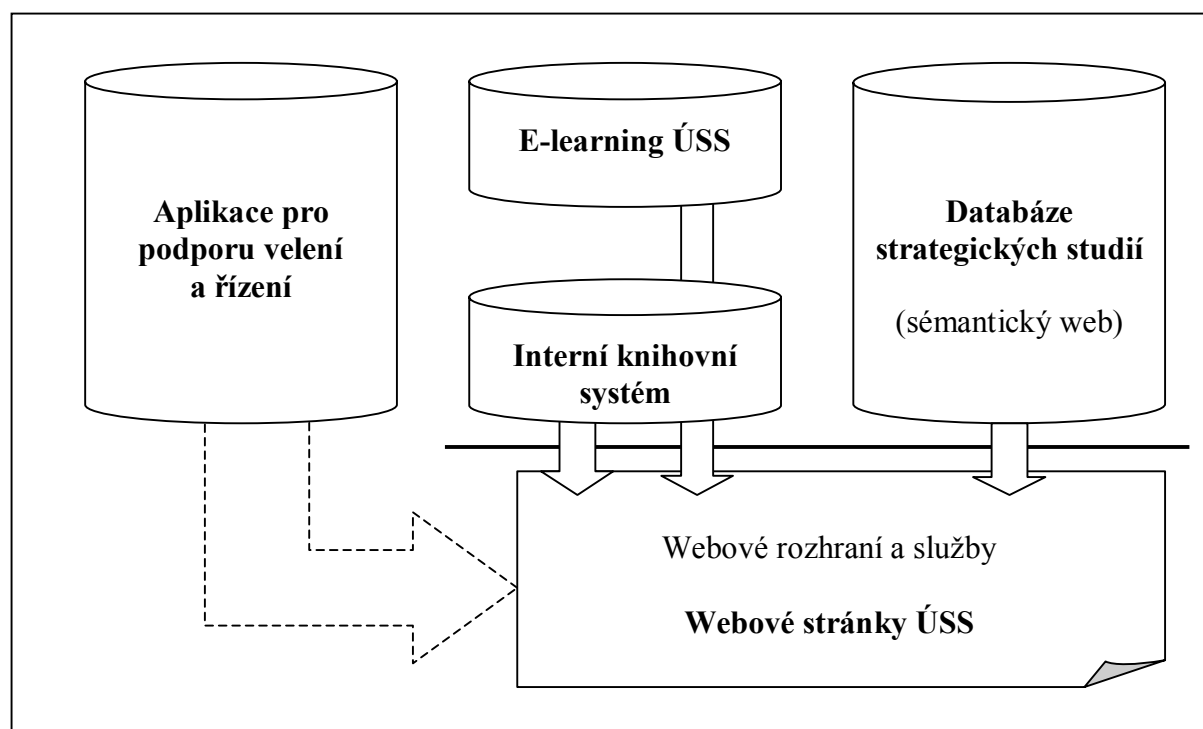 Aplikace pro
podporu velení
a řízení
E-learning ÚSS
Interní knihovní
systém
Databáze
strategických studií
(sémantický web)
Webové rozhraní a služby
Webové stránky ÚSS